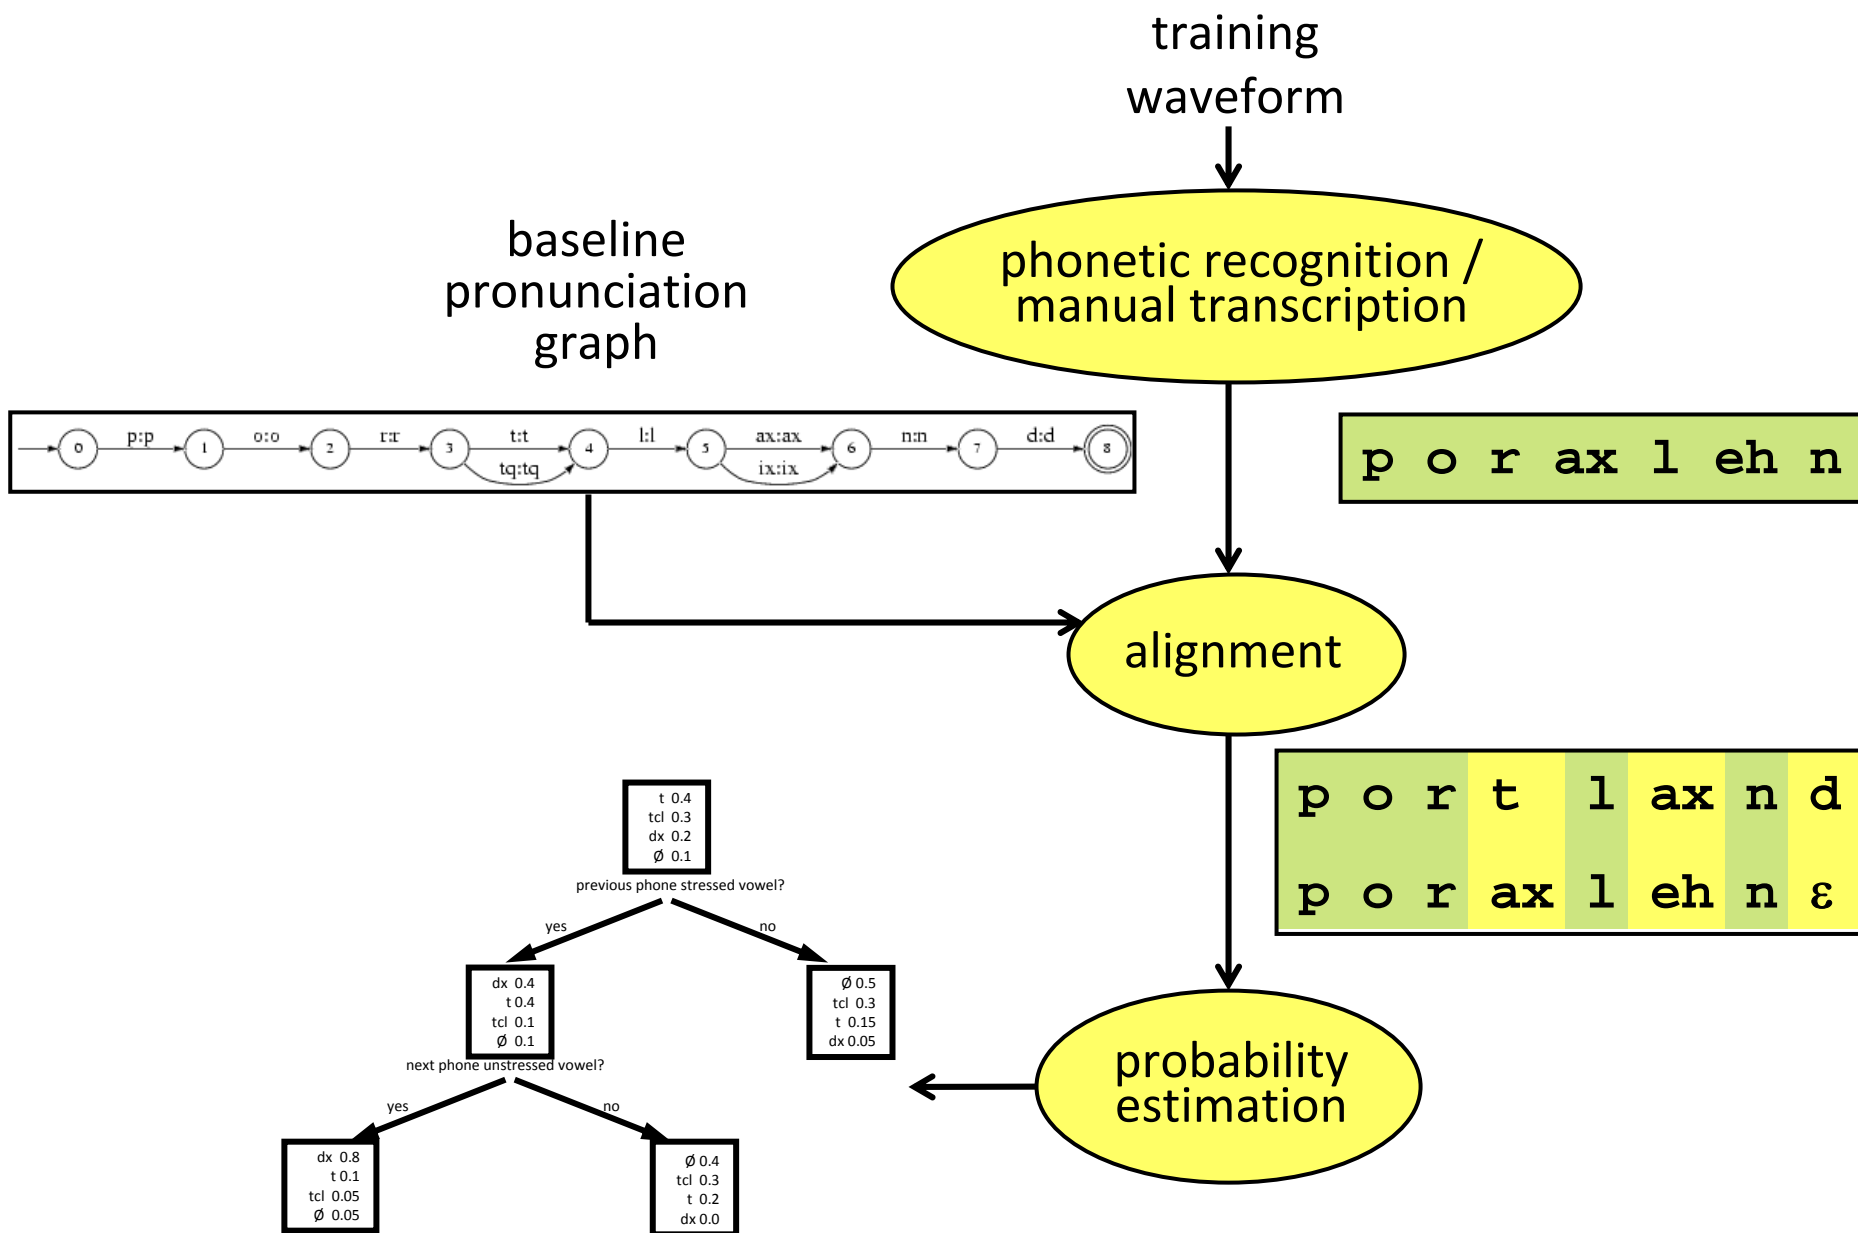 training
waveform
phonetic recognition /
manual transcription
baseline
pronunciation
graph
0 p:p 1 o:o 2 r:r 3 t:t 4 l:l 5 ax:ax 6 n:n 7 d:d 8
tq:tq ix:ix
p o r ax l eh n
alignment
p o r t l ax n d
p o r ax l eh n ε
t 0.4
tcl 0.3
dx 0.2
Ø 0.1
previous phone stressed vowel?
yes no
dx 0.4
t 0.4
tcl 0.1
Ø 0.1
Ø 0.5
tcl 0.3
t 0.15
dx 0.05
next phone unstressed vowel?
yes no
dx 0.8
t 0.1
tcl 0.05
Ø 0.05
Ø 0.4
tcl 0.3
t 0.2
dx 0.0
probability
estimation